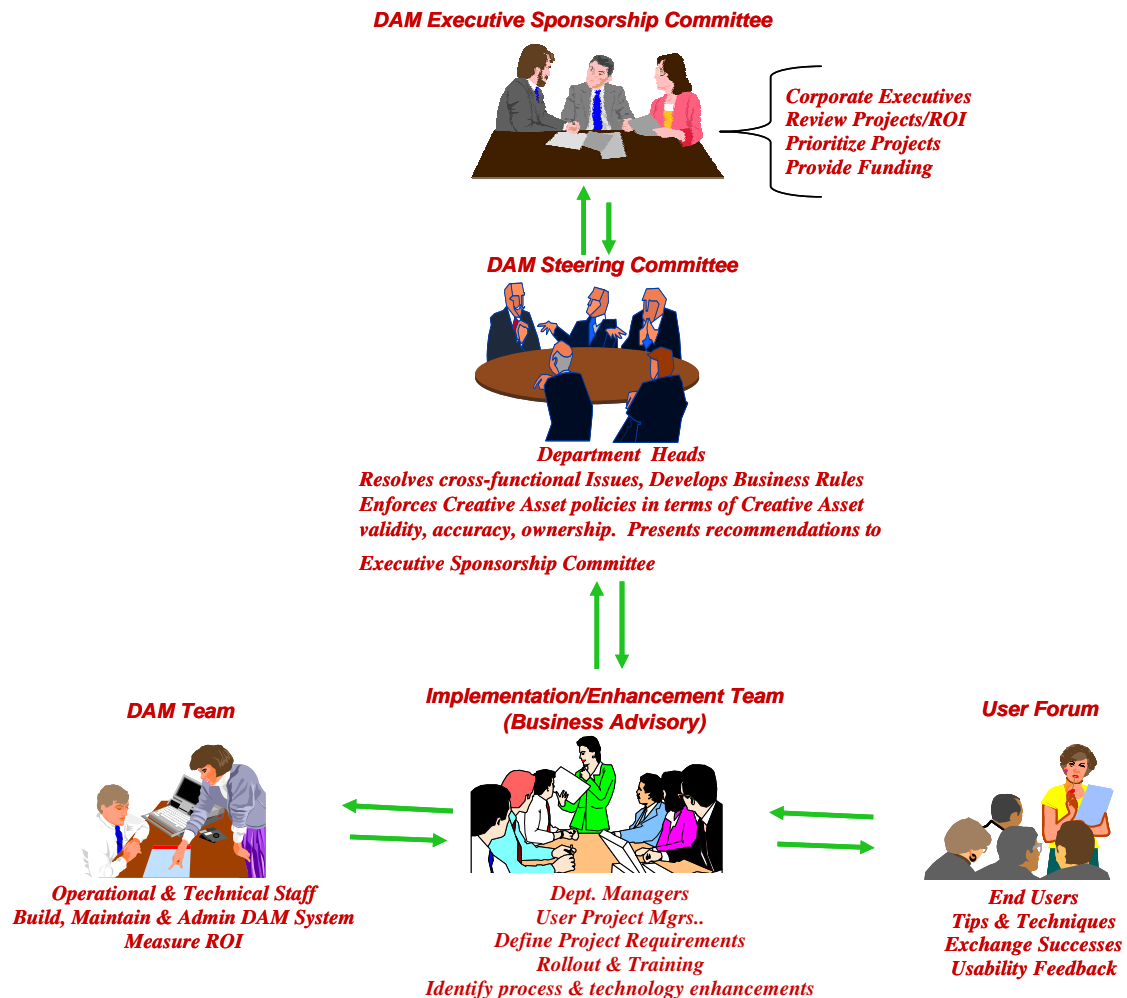 DAM Executive Sponsorship Committee
Corporate Executives
Review Projects/ROI
Prioritize Projects
Provide Funding
DAM Steering Committee
Department Heads
Resolves cross-functional Issues, Develops Business Rules
Enforces Creative Asset policies in terms of Creative Asset
validity, accuracy, ownership. Presents recommendations to
Executive Sponsorship Committee
DAM Team
Operational & Technical Staff
Build, Maintain & Admin DAM System
Measure ROI
Implementation/Enhancement Team
(Business Advisory)
Dept. Managers
User Project Mgrs..
Define Project Requirements
Rollout & Training
Identify process & technology enhancements
User Forum
End Users
Tips & Techniques
Exchange Successes
Usability Feedback